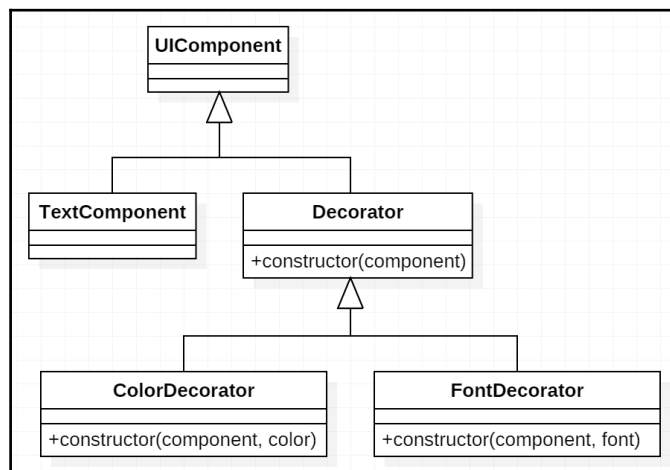 UIComponent
TextComponent
Decorator
+constructor(component)
ColorDecorator
+constructor(component, color)
FontDecorator
+constructor(component, font)